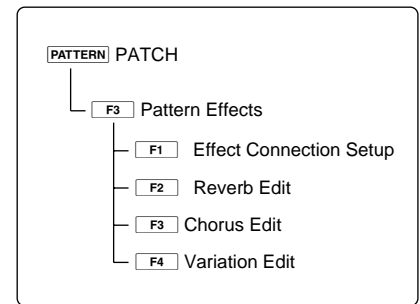 PATTERN PATCH
F3 Pattern Effects
F1 Effect Connection Setup
F2 Reverb Edit
F3 Chorus Edit
F4 Variation Edit